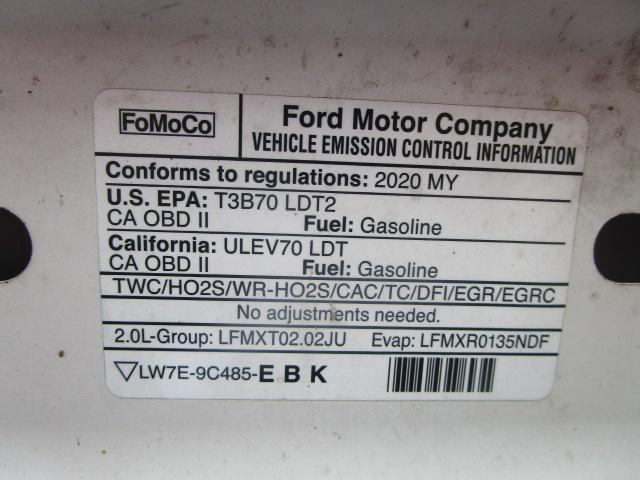 FoMoCo
Ford Motor Company
VEHICLE EMISSION CONTROL INFORMATION
Conforms to regulations: 2020 MY
U.S. EPA: T3B70 LDT2
CA OBD II Fuel: Gasoline
California: ULEV70 LDT
CA OBD II Fuel: Gasoline
TWC/HO2S/WR-HO2S/CAC/TC/DFI/EGR/EGRC
No adjustments needed.
2.0L-Group: LFMXT02.02JU Evap: LFMXR0135NDF
▽LW7E-9C485-E B K